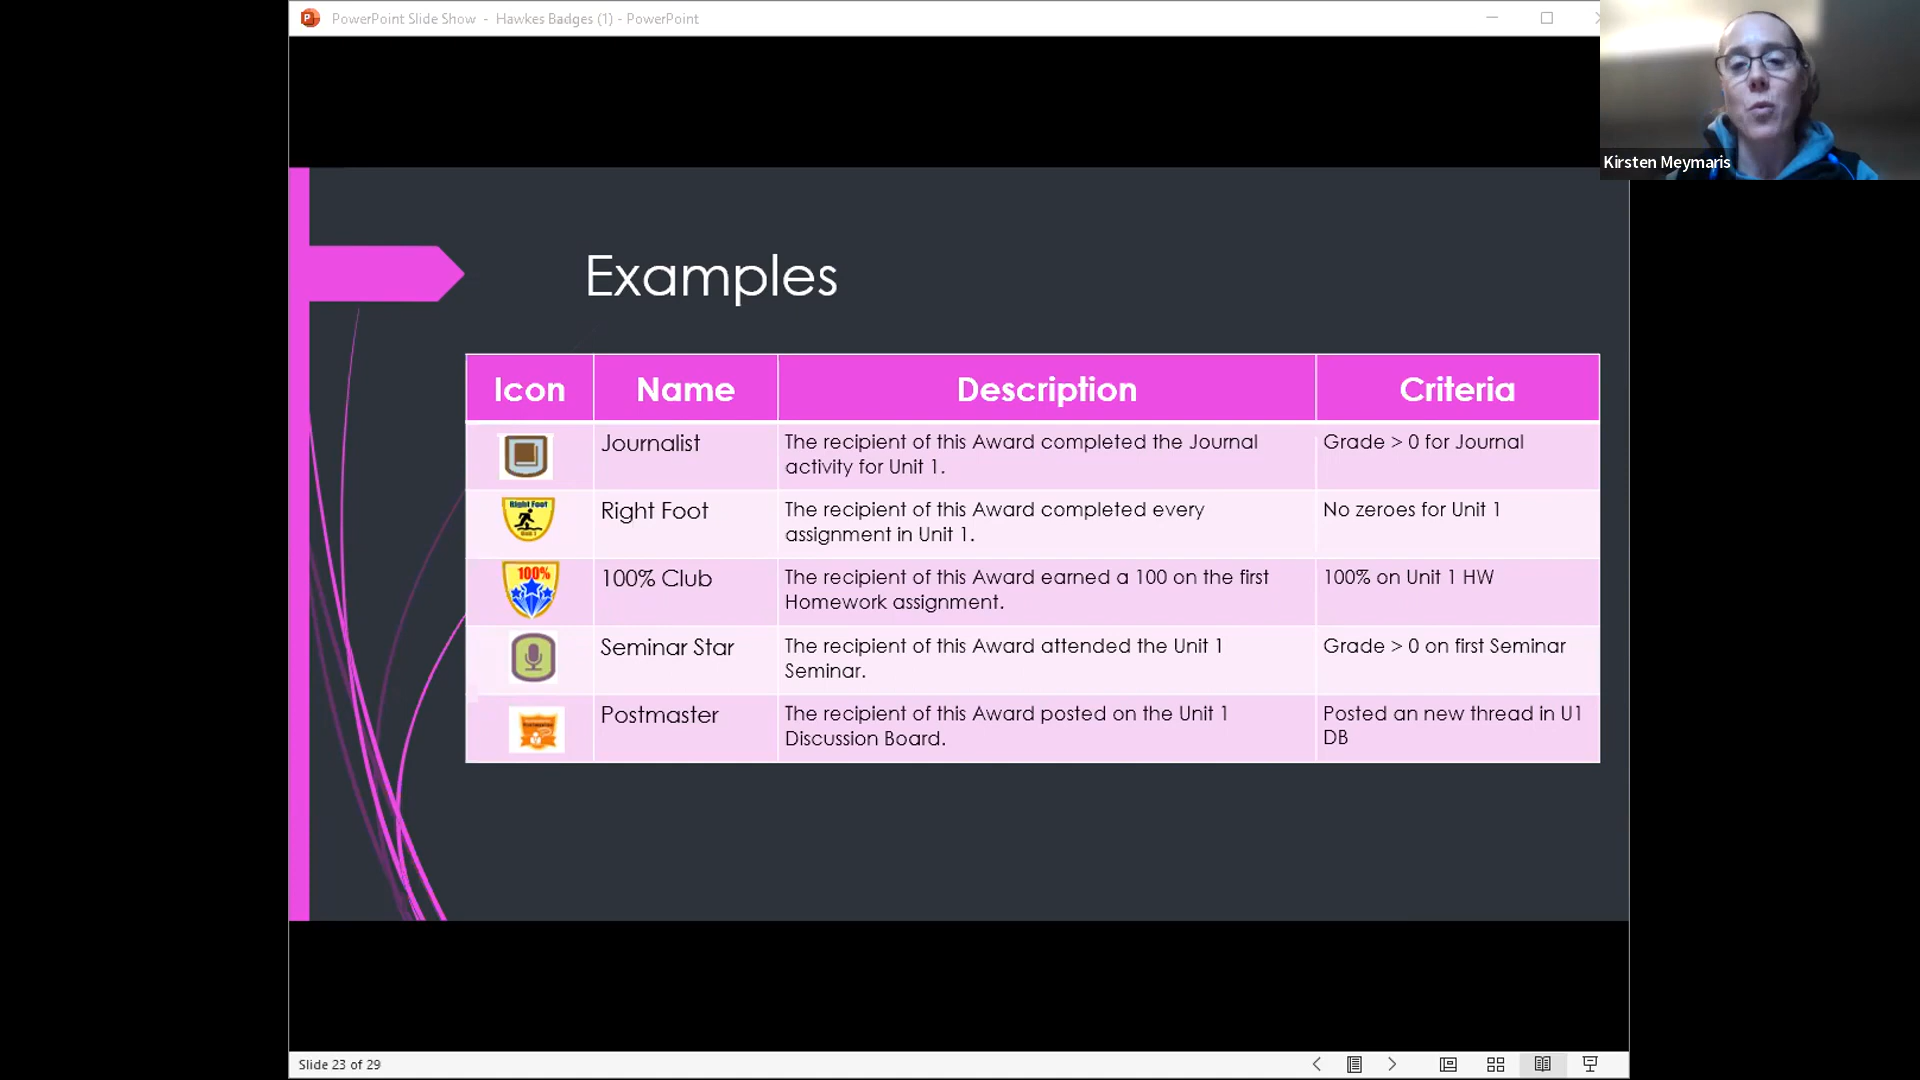 PowerPoint Slide Show - Hawkes Badges (1) - PowerPoint
Kirsten Meymaris
Examples
Icon Name Description Criteria
Journalist The recipient of this Award completed the Journal Grade > 0 for Journal
activity for Unit 1.
Right Foot
Right Foot The recipient of this Award completed every No zeroes for Unit 1
assignment in Unit 1.
100%
100% Club The recipient of this Award earned a 100 on the first 100% on Unit 1 HW
Homework assignment.
Seminar Star The recipient of this Award attended the Unit 1 Grade > 0 on first Seminar
Seminar.
Postmaster The recipient of this Award posted on the Unit 1 Posted an new thread in U1
Discussion Board. DB
Slide 23 of 29